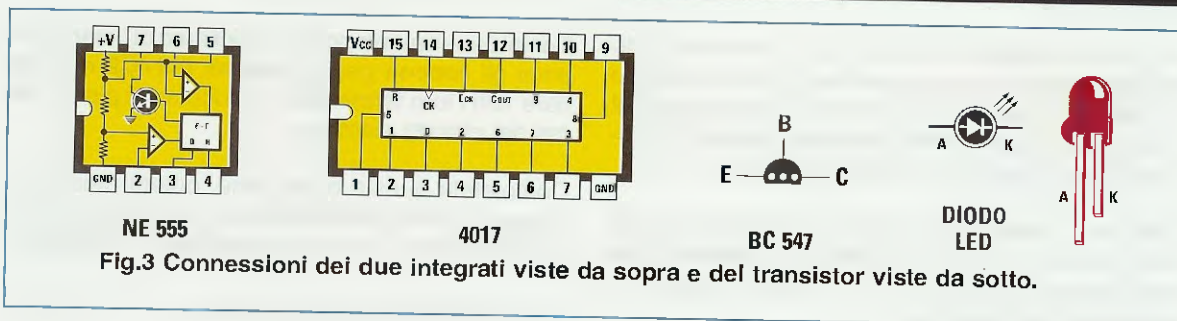 +V 7 6 5
F-F
D R
GND 2 3 4
NE 555
Vcc 15 14 13 12 11 10 9
R CK ECK COUT 9 4
5 8
1 0 2 6 7 3
1 2 3 4 5 6 7 GND
4017
B
E C
BC 547
A K
DIODO
LED
A K
Fig.3 Connessioni dei due integrati viste da sopra e del transistor viste da sotto.